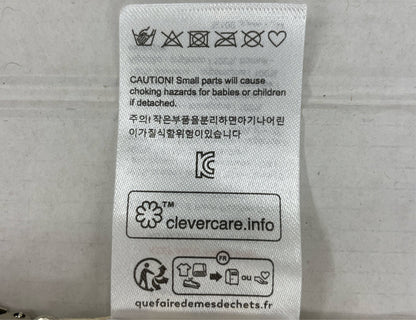 CAUTION! Small parts will cause
choking hazards for babies or children
if detached.
주의! 작은부품을분리하면아기나어린
이가질식할위험이있습니다
KC
TM
clevercare.info
FR
ou
quefairedemesdechets.fr